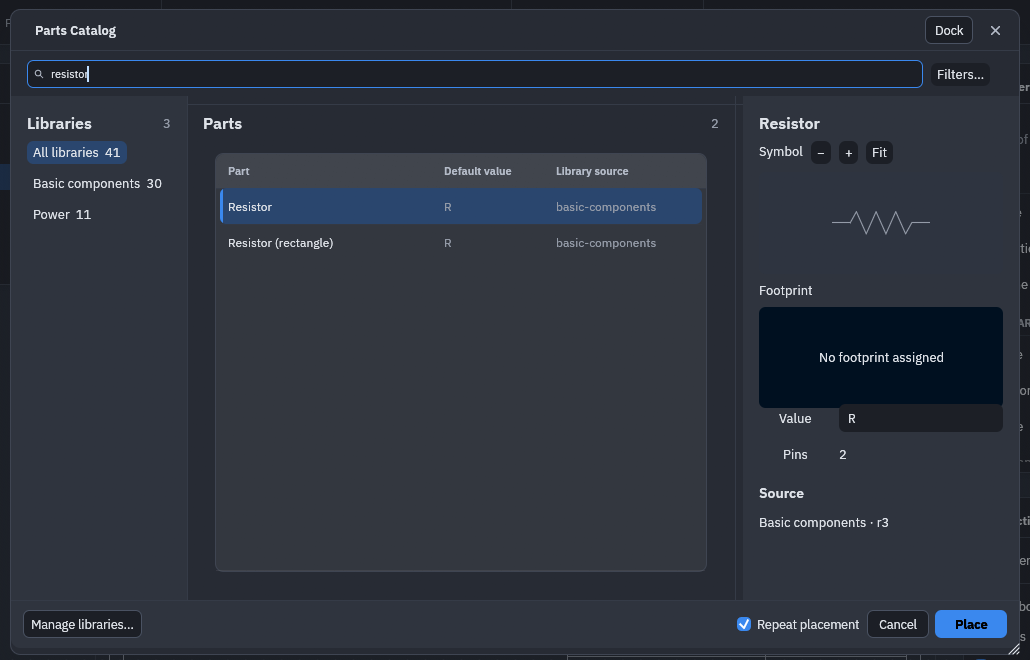 Parts Catalog
Dock
resistor
Filters...
Libraries 3
All libraries 41
Basic components 30
Power 11
Parts 2
Part Default value Library source
Resistor R basic-components
Resistor (rectangle) R basic-components
Resistor
Symbol − + Fit
Footprint
No footprint assigned
Value R
Pins 2
Source
Basic components · r3
Manage libraries...
Repeat placement
Cancel
Place